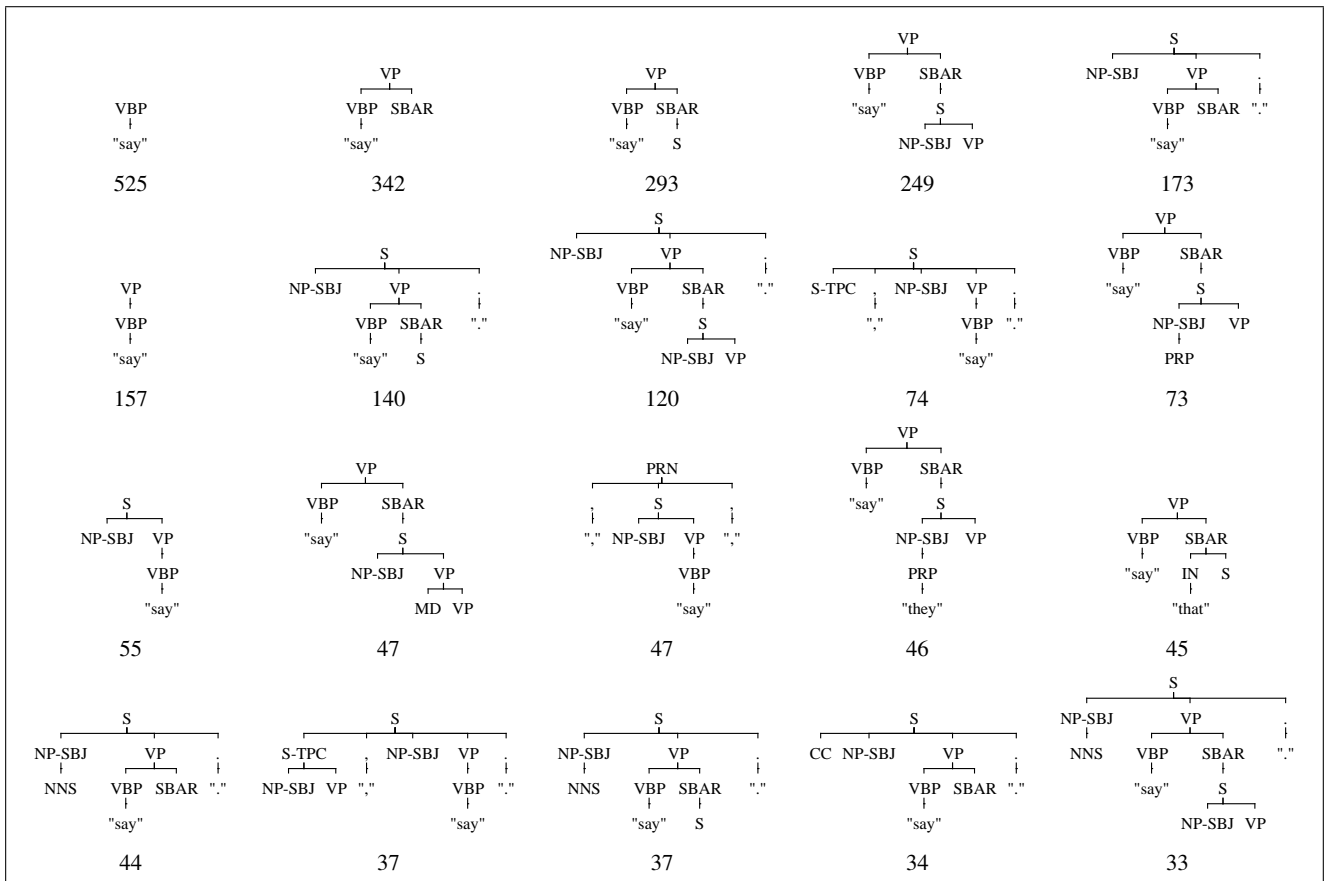 VBP
"say"
525
VP
VBP SBAR
"say"
342
VP
VBP SBAR
"say" S
293
VP
VBP SBAR
"say" S
NP-SBJ VP
249
S
NP-SBJ VP .
VBP SBAR "."
"say"
173
VP
VBP
"say"
157
S
NP-SBJ VP .
VBP SBAR "."
"say" S
140
S
NP-SBJ VP .
VBP SBAR "."
"say" S
NP-SBJ VP
120
S
S-TPC , NP-SBJ VP .
"," VBP "."
"say"
74
VP
VBP SBAR
"say" S
NP-SBJ VP
PRP
73
S
NP-SBJ VP
VBP
"say"
55
VP
VBP SBAR
"say" S
NP-SBJ VP
MD VP
47
PRN
, S ,
"," NP-SBJ VP ","
VBP
"say"
47
VP
VBP SBAR
"say" S
NP-SBJ VP
PRP
"they"
46
VP
VBP SBAR
"say" IN S
"that"
45
S
NP-SBJ VP .
NNS VBP SBAR "."
"say"
44
S
S-TPC , NP-SBJ VP .
NP-SBJ VP "," VBP "."
"say"
37
S
NP-SBJ VP .
NNS VBP SBAR "."
"say" S
37
S
CC NP-SBJ VP .
VBP SBAR "."
"say"
34
S
NP-SBJ VP .
NNS VBP SBAR "."
"say" S
NP-SBJ VP
33